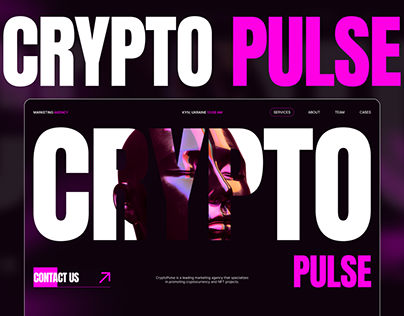 CRYPTO PULSE
MARKETING AGENCY
KYIV, UKRAINE
SERVICES
ABOUT
TEAM
CASES
CRYPTO
PULSE
CONTACT US
CryptoPulse is a leading marketing agency that specializes
in promoting cryptocurrency and NFT projects.